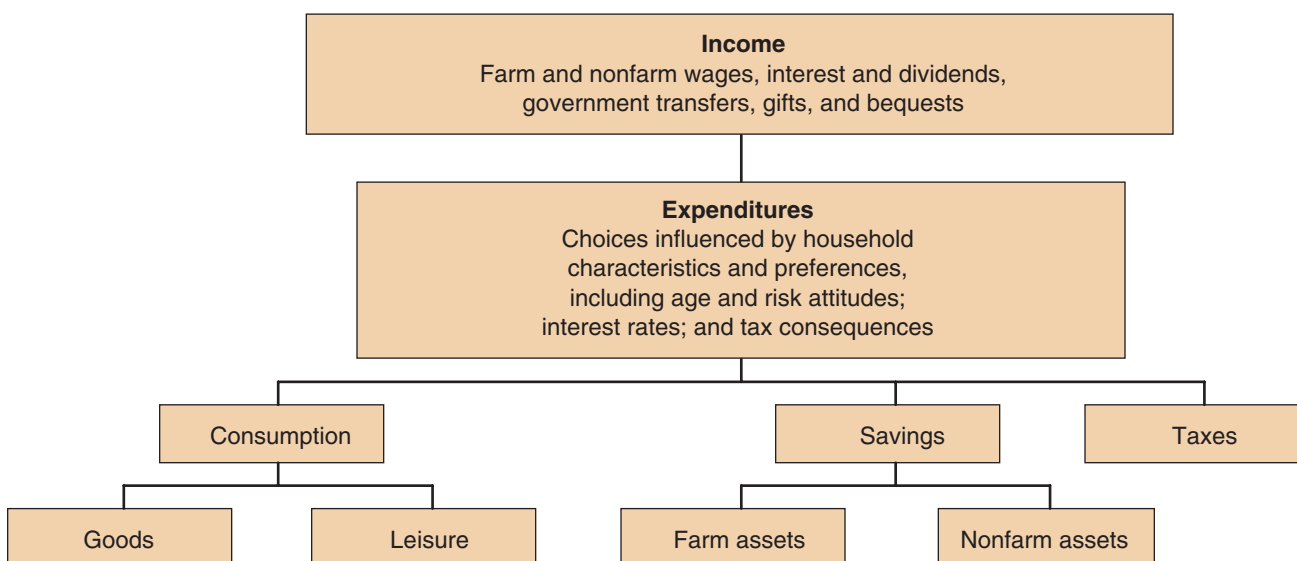 Income
Farm and nonfarm wages, interest and dividends,
government transfers, gifts, and bequests
Expenditures
Choices influenced by household
characteristics and preferences,
including age and risk attitudes;
interest rates; and tax consequences
Consumption
Savings
Taxes
Goods
Leisure
Farm assets
Nonfarm assets